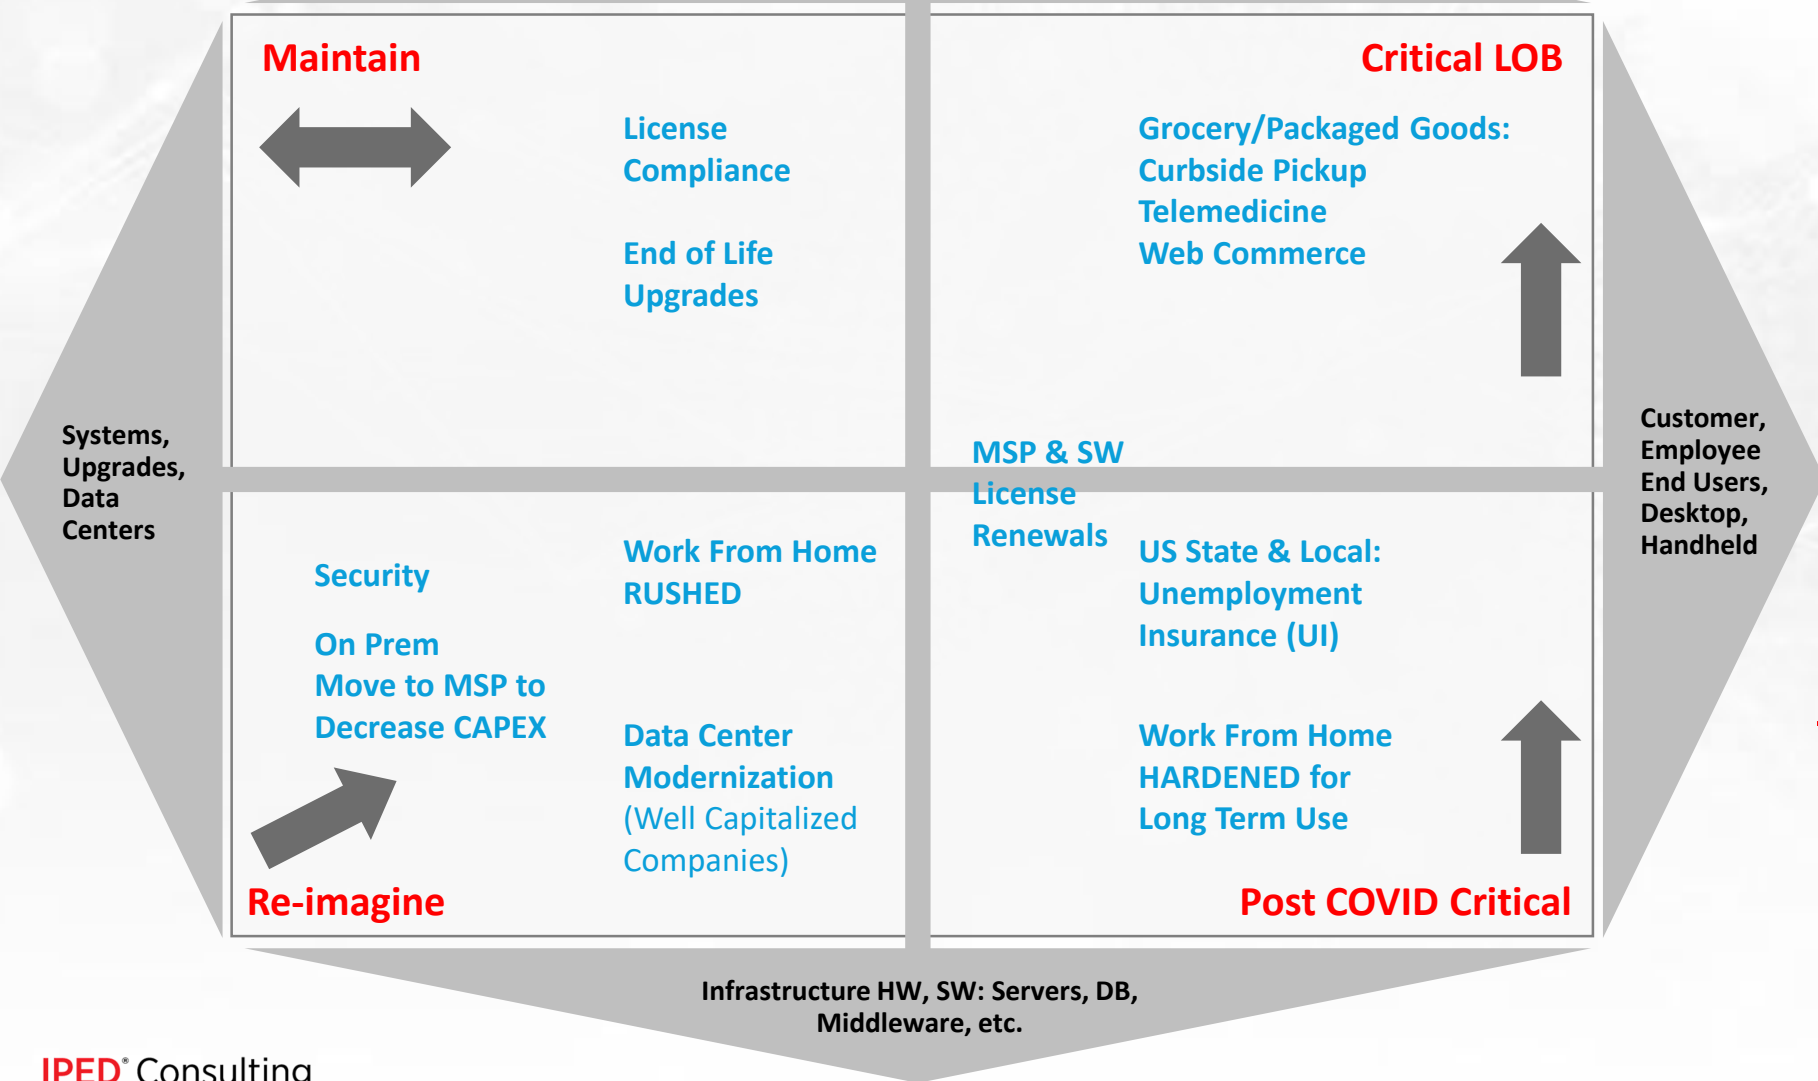 Maintain
License
Compliance
End of Life
Upgrades
Critical LOB
Grocery/Packaged Goods:
Curbside Pickup
Telemedicine
Web Commerce
Systems,
Upgrades,
Data
Centers
MSP & SW
License
Renewals
Customer,
Employee
End Users,
Desktop,
Handheld
Security
On Prem
Move to MSP to
Decrease CAPEX
Work From Home
RUSHED
Data Center
Modernization
(Well Capitalized
Companies)
Re-imagine
US State & Local:
Unemployment
Insurance (UI)
Work From Home
HARDENED for
Long Term Use
Post COVID Critical
Infrastructure HW, SW: Servers, DB,
Middleware, etc.
IPED® Consulting